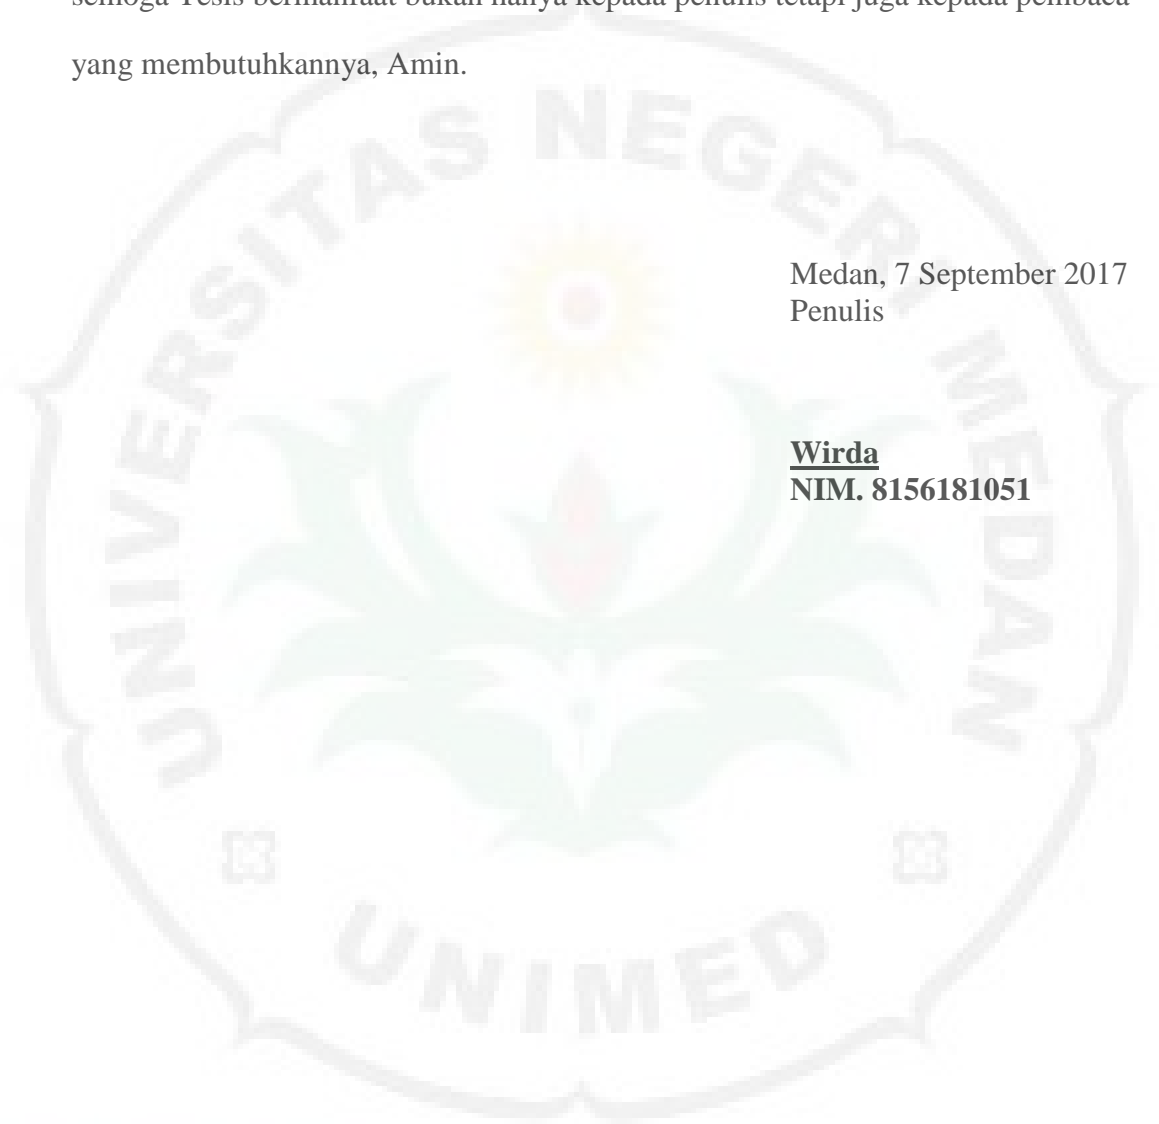 semoga Tesis bermanfaat bukan hanya kepada penulis tetapi juga kepada pembaca
yang membutuhkannya, Amin.
UNIVERSITAS NEGERI MEDAN
Medan, 7 September 2017
Penulis
Wirda
NIM. 8156181051
UNIMED